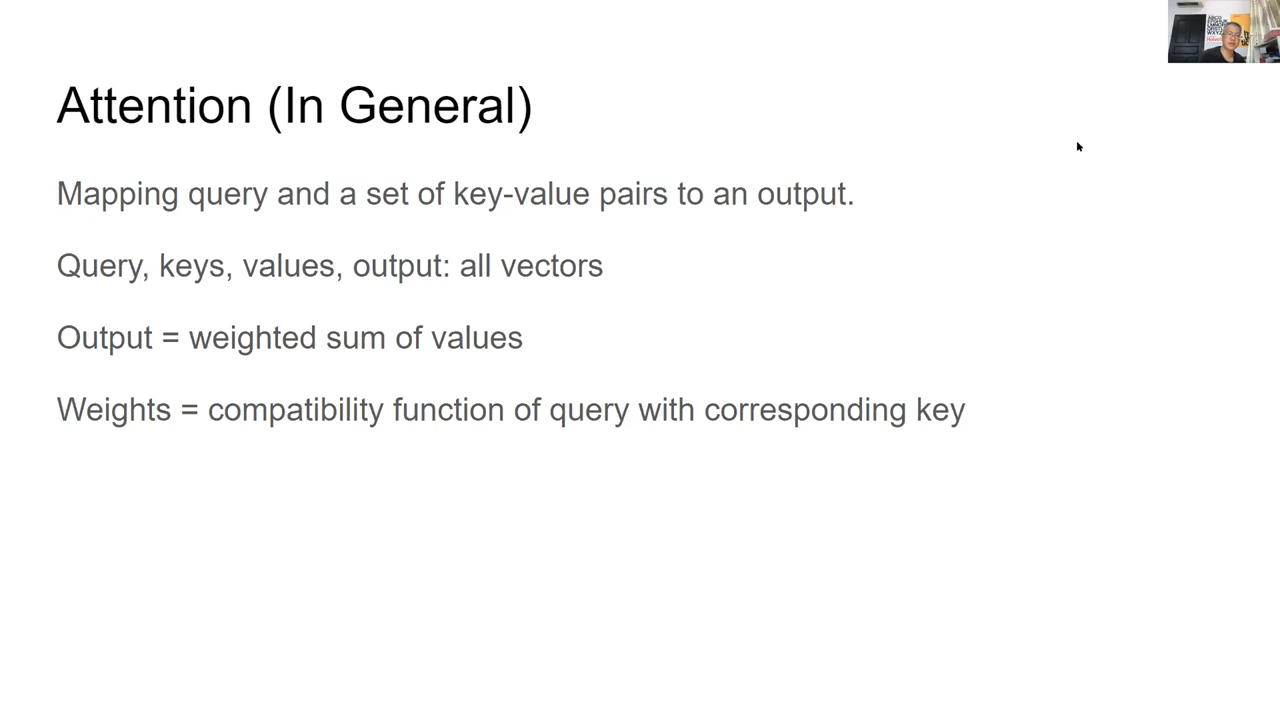 Attention (In General)
Mapping query and a set of key-value pairs to an output.
Query, keys, values, output: all vectors
Output = weighted sum of values
Weights = compatibility function of query with corresponding key